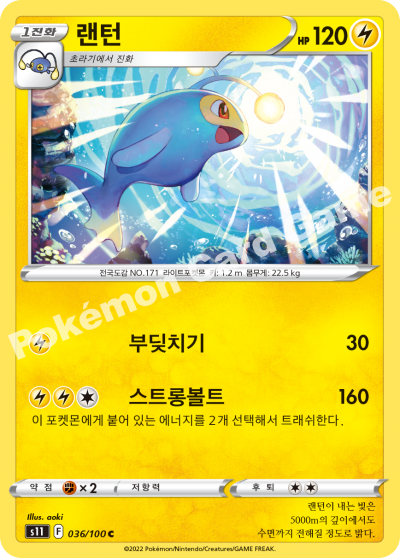 1진화 랜턴 HP 120
초라기에서 진화
전국도감 NO.171 라이트포켓몬 키: 1.2 m 몸무게: 22.5 kg
Pokémon Card Game
부딪치기 30
스트롱볼트 160
이 포켓몬에게 붙어 있는 에너지를 2개 선택해서 트래쉬한다.
약점 ×2 저항력 후퇴
Illus. aoki
s11 F 036/100 C
랜턴이 내는 빛은
5000m의 깊이에서도
수면까지 전해질 정도로 밝다.
©2022 Pokémon/Nintendo/Creatures/GAME FREAK.